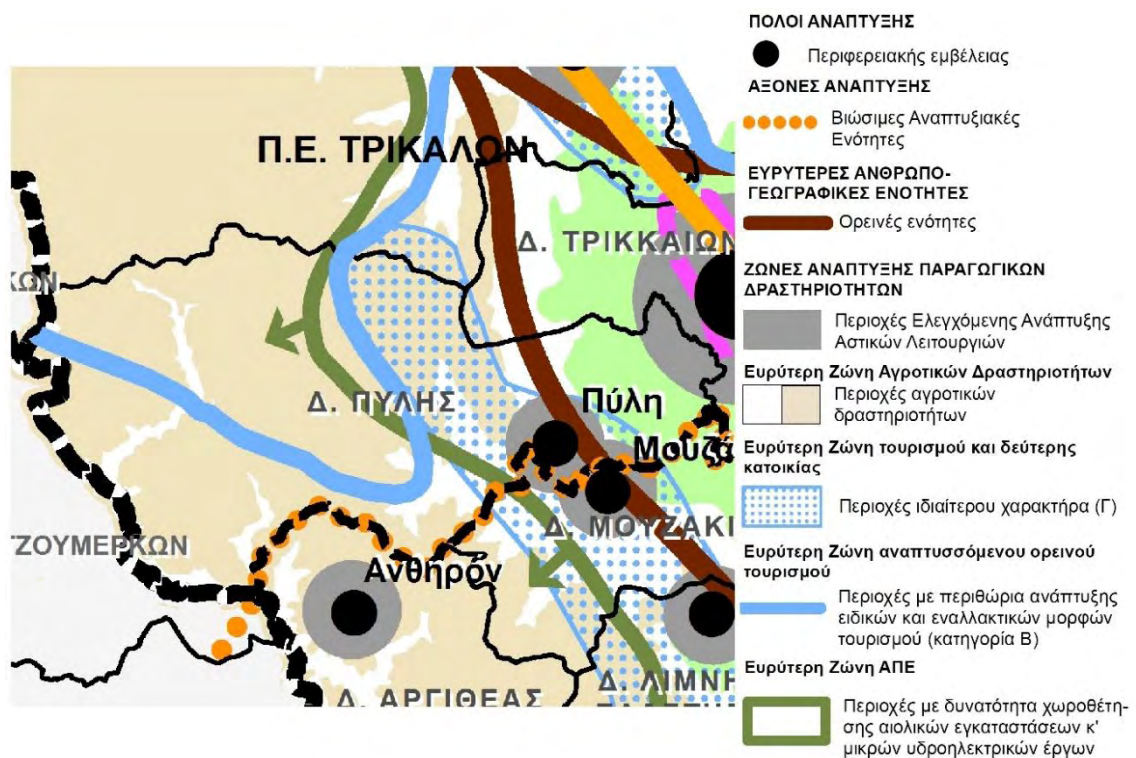 Π.Ε. ΤΡΙΚΑΛΩΝ
Δ. ΤΡΙΚΚΑΙΩΝ
ΚΩΝ
Δ. ΠΥΛΗΣ
Πύλη
Μουζά
Δ. ΜΟΥΖΑΚΙ
ΤΖΟΥΜΕΡΚΩΝ
Ανθηρόν
Δ. ΑΡΓΙΘΕΑΣ
Δ. ΛΙΜΝΗ
ΠΟΛΟΙ ΑΝΑΠΤΥΞΗΣ
Περιφερειακής εμβέλειας
ΑΞΟΝΕΣ ΑΝΑΠΤΥΞΗΣ
Βιώσιμες Αναπτυξιακές
Ενότητες
ΕΥΡΥΤΕΡΕΣ ΑΝΘΡΩΠΟ-
ΓΕΩΓΡΑΦΙΚΕΣ ΕΝΟΤΗΤΕΣ
Ορεινές ενότητες
ΖΩΝΕΣ ΑΝΑΠΤΥΞΗΣ ΠΑΡΑΓΩΓΙΚΩΝ
ΔΡΑΣΤΗΡΙΟΤΗΤΩΝ
Περιοχές Ελεγχόμενης Ανάπτυξης
Αστικών Λειτουργιών
Ευρύτερη Ζώνη Αγροτικών Δραστηριοτήτων
Περιοχές αγροτικών
δραστηριοτήτων
Ευρύτερη Ζώνη τουρισμού και δεύτερης
κατοικίας
Περιοχές ιδιαίτερου χαρακτήρα (Γ)
Ευρύτερη Ζώνη αναπτυσσόμενου ορεινού
τουρισμού
Περιοχές με περιθώρια ανάπτυξης
ειδικών και εναλλακτικών μορφών
τουρισμού (κατηγορία Β)
Ευρύτερη Ζώνη ΑΠΕ
Περιοχές με δυνατότητα χωροθέτη-
σης αιολικών εγκαταστάσεων κ'
μικρών υδροηλεκτρικών έργων